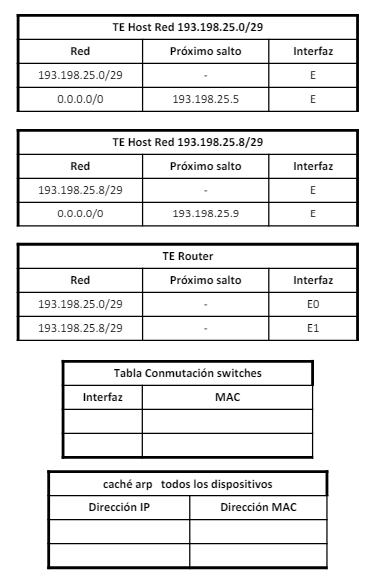 TE Host Red 193.198.25.0/29
Red Próximo salto Interfaz
193.198.25.0/29 - E
0.0.0.0/0 193.198.25.5 E
TE Host Red 193.198.25.8/29
Red Próximo salto Interfaz
193.198.25.8/29 - E
0.0.0.0/0 193.198.25.9 E
TE Router
Red Próximo salto Interfaz
193.198.25.0/29 - E0
193.198.25.8/29 - E1
Tabla Conmutación switches
Interfaz MAC
caché arp todos los dispositivos
Dirección IP Dirección MAC